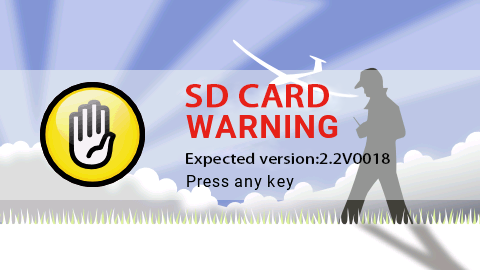 SD CARD
WARNING
Expected version:2.2V0018
Press any key